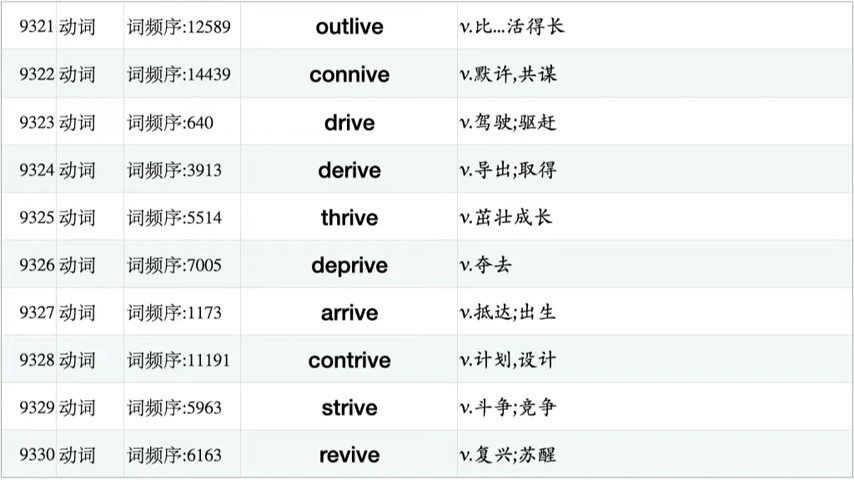 9321 动词 词频序:12589 outlive v.比...活得长
9322 动词 词频序:14439 connive v.默许,共谋
9323 动词 词频序:640 drive v.驾驶;驱赶
9324 动词 词频序:3913 derive v.导出;取得
9325 动词 词频序:5514 thrive v.茁壮成长
9326 动词 词频序:7005 deprive v.夺去
9327 动词 词频序:1173 arrive v.抵达;出生
9328 动词 词频序:11191 contrive v.计划,设计
9329 动词 词频序:5963 strive v.斗争;竞争
9330 动词 词频序:6163 revive v.复兴;苏醒